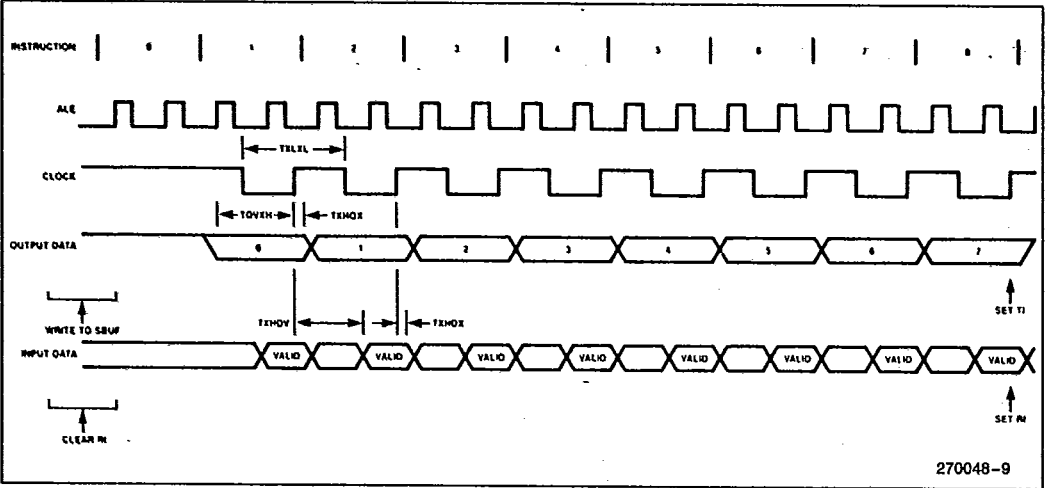 INSTRUCTION | 0 | 1 | 2 | 3 | 4 | 5 | 6 | 7 | 8 |
ALE
TXLXL
CLOCK
TQVXH TXHQX
OUTPUT DATA 0 1 2 3 4 5 6 7
WRITE TO SBUF TXHDV TXHDX SET TI
INPUT DATA VALID VALID VALID VALID VALID VALID VALID VALID
CLEAR RI SET RI
270048-9